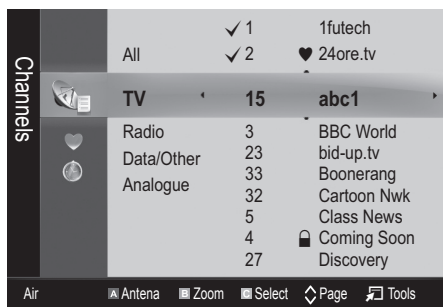 Channels
✓ 1 1futech
All ✓ 2 ♥ 24ore.tv
TV 15 abc1
Radio 3 BBC World
Data/Other 23 bid-up.tv
Analogue 33 Boonerang
32 Cartoon Nwk
5 Class News
4 Coming Soon
27 Discovery
Air A Antena B Zoom C Select Page Tools